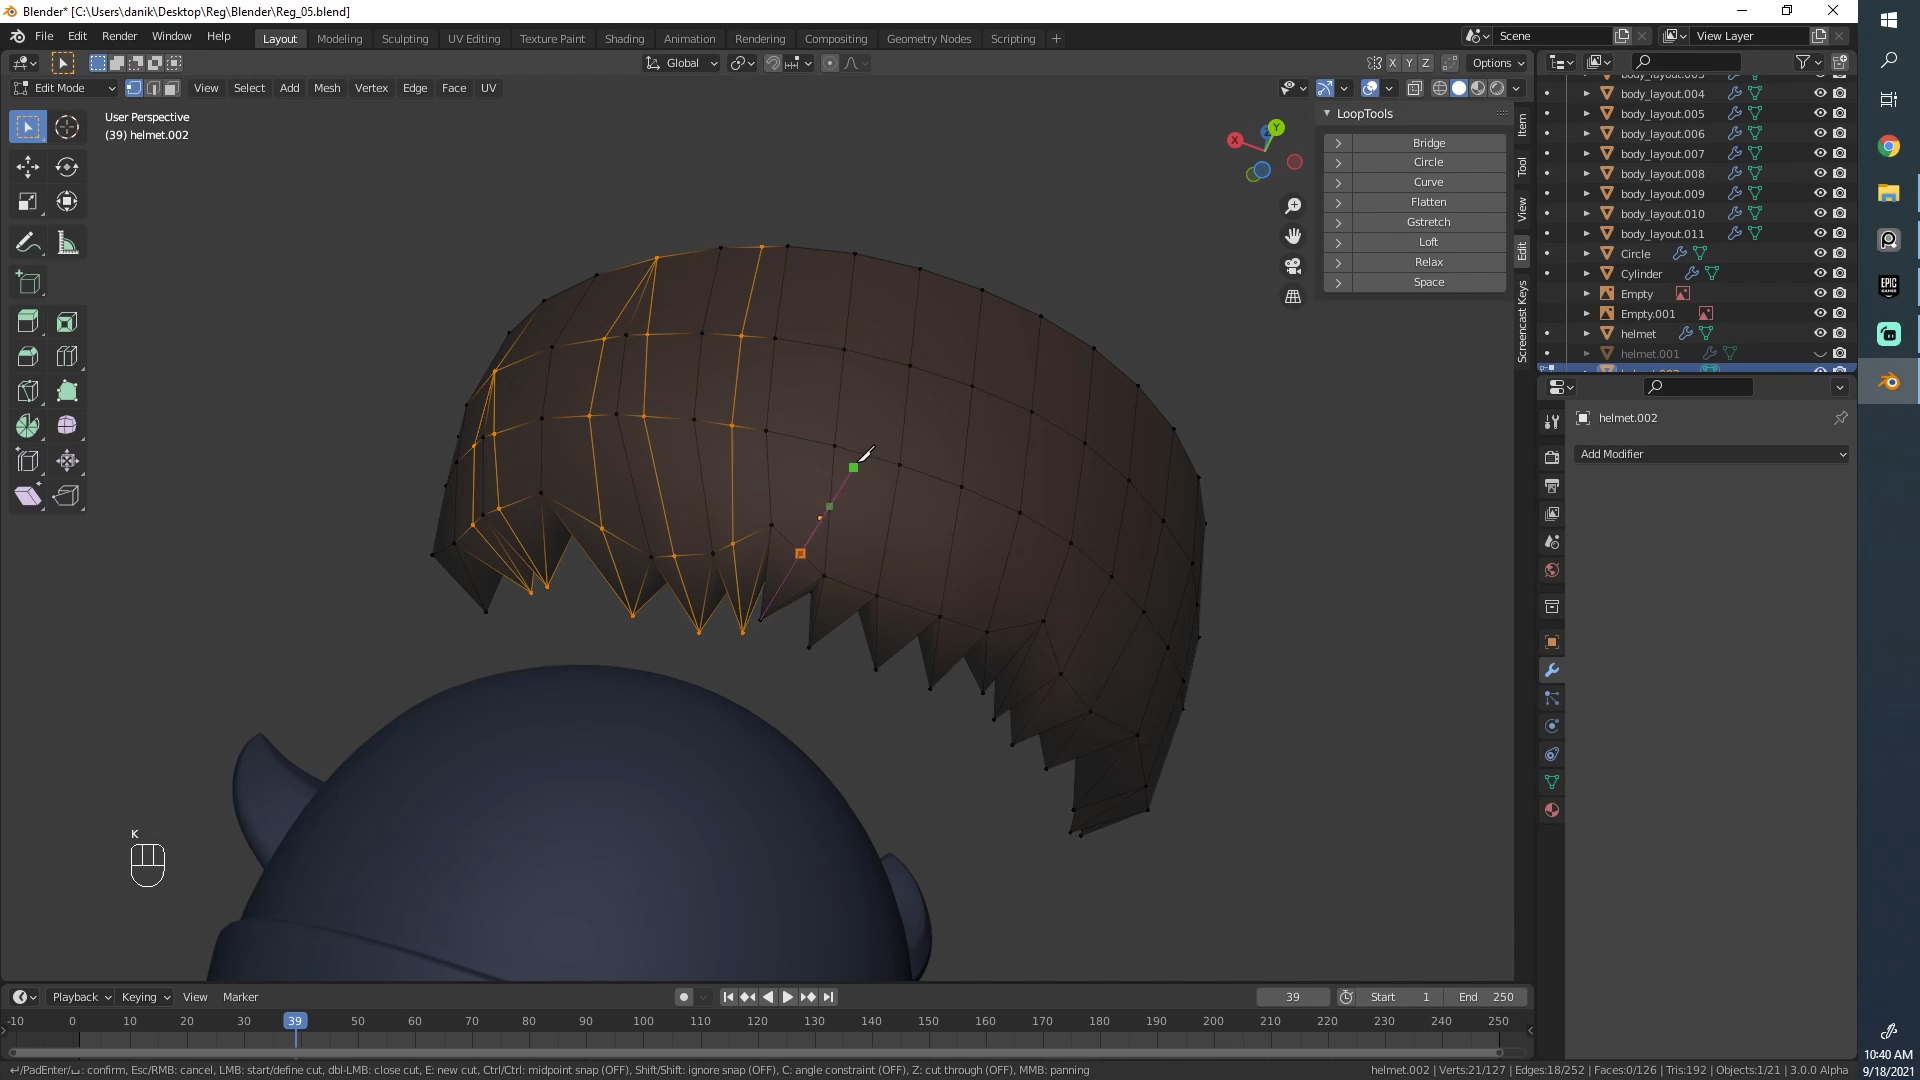 Blender* [C:\Users\danik\Desktop\Reg\Blender\Reg_05.blend]
File Edit Render Window Help Layout Modeling Sculpting UV Editing Texture Paint Shading Animation Rendering Compositing Geometry Nodes Scripting + Scene View Layer
Global X Y Z Options
Edit Mode View Select Add Mesh Vertex Edge Face UV
User Perspective
(39) helmet.002
LoopTools
Bridge
Circle
Curve
Flatten
Gstretch
Loft
Relax
Space
Item
Tool
View
Edit
Screencast Keys
X Y Z
body_layout.004
body_layout.005
body_layout.006
body_layout.007
body_layout.008
body_layout.009
body_layout.010
body_layout.011
Circle
Cylinder
Empty
Empty.001
helmet
helmet.001
helmet.002
Add Modifier
EPIC GAMES
K
Playback Keying View Marker 39 Start 1 End 250
-10 0 10 20 30 39 50 60 70 80 90 100 110 120 130 140 150 160 170 180 190 200 210 220 230 240 250
/PadEnter/ : confirm, Esc/RMB: cancel, LMB: start/define cut, dbl-LMB: close cut, E: new cut, Ctrl/Ctrl: midpoint snap (OFF), Shift/Shift: ignore snap (OFF), C: angle constraint (OFF), Z: cut through (OFF), MMB: panning
helmet.002 | Verts:21/127 | Edges:18/252 | Faces:0/126 | Tris:192 | Objects:1/21 | 3.0.0 Alpha
10:40 AM
9/18/2021